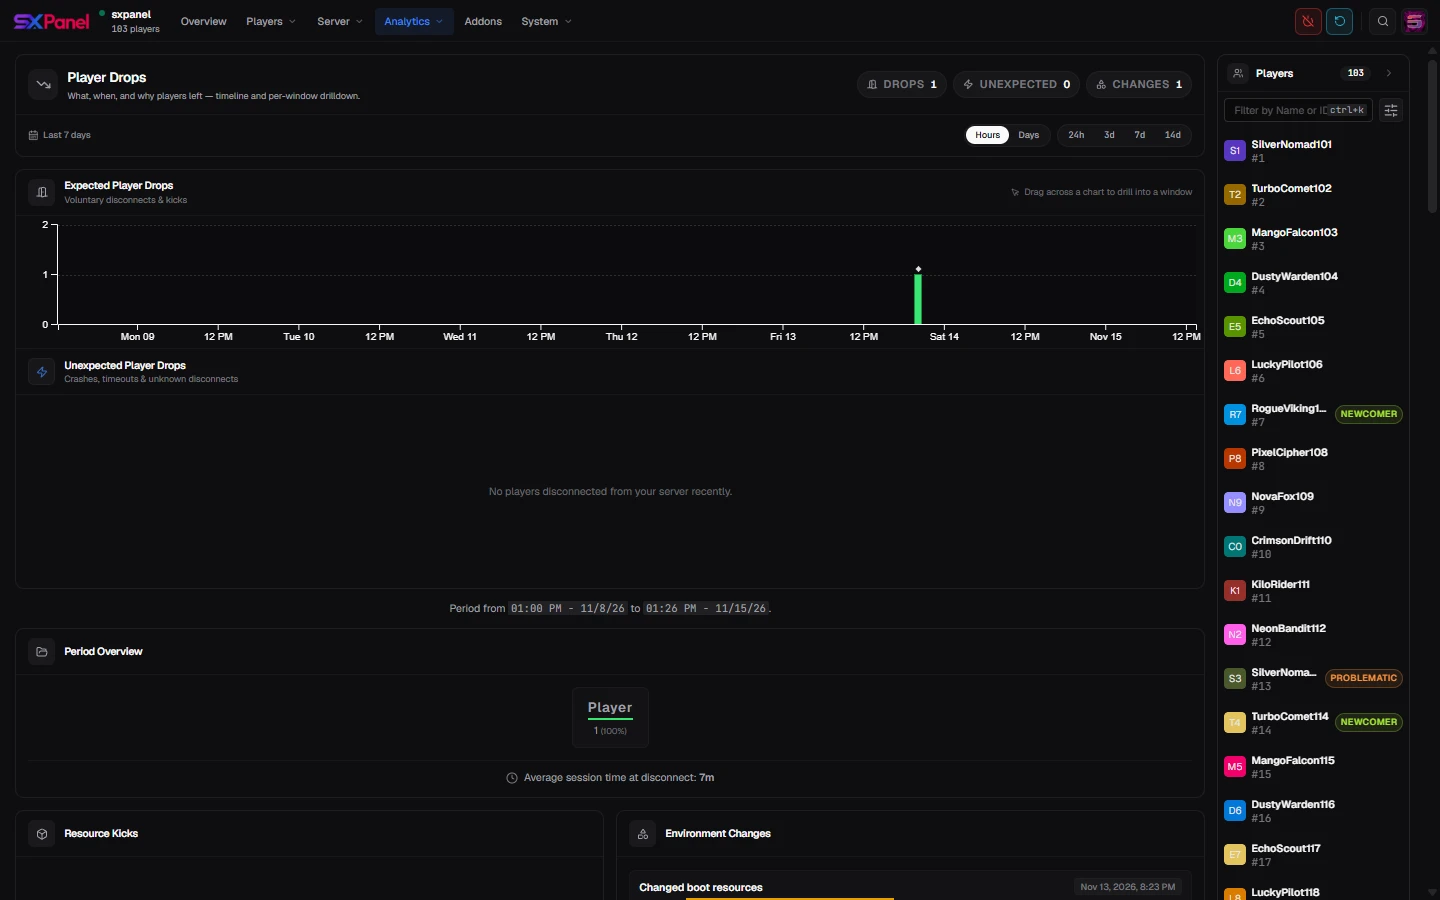 SXPanel
sxpanel
103 players
Overview
Players
Server
Analytics
Addons
System
Player Drops
What, when, and why players left — timeline and per-window drilldown.
DROPS 1
UNEXPECTED 0
CHANGES 1
Last 7 days
Hours
Days
24h
3d
7d
14d
Expected Player Drops
Voluntary disconnects & kicks
Drag across a chart to drill into a window
2
1
0
Mon 09
12 PM
Tue 10
12 PM
Wed 11
12 PM
Thu 12
12 PM
Fri 13
12 PM
Sat 14
12 PM
Nov 15
12 PM
Unexpected Player Drops
Crashes, timeouts & unknown disconnects
No players disconnected from your server recently.
Period from 01:00 PM - 11/8/26 to 01:26 PM - 11/15/26.
Period Overview
Player
1 (100%)
Average session time at disconnect: 7m
Resource Kicks
Environment Changes
Changed boot resources
Nov 13, 2026, 8:23 PM
Players
103
Filter by Name or ID
ctrl+k
S1
SilverNomad101
#1
T2
TurboComet102
#2
M3
MangoFalcon103
#3
D4
DustyWarden104
#4
E5
EchoScout105
#5
L6
LuckyPilot106
#6
R7
RogueViking1...
#7
NEWCOMER
P8
PixelCipher108
#8
N9
NovaFox109
#9
C0
CrimsonDrift110
#10
K1
KiloRider111
#11
N2
NeonBandit112
#12
S3
SilverNoma...
#13
PROBLEMATIC
T4
TurboComet114
#14
NEWCOMER
M5
MangoFalcon115
#15
D6
DustyWarden116
#16
E7
EchoScout117
#17
L8
LuckyPilot118